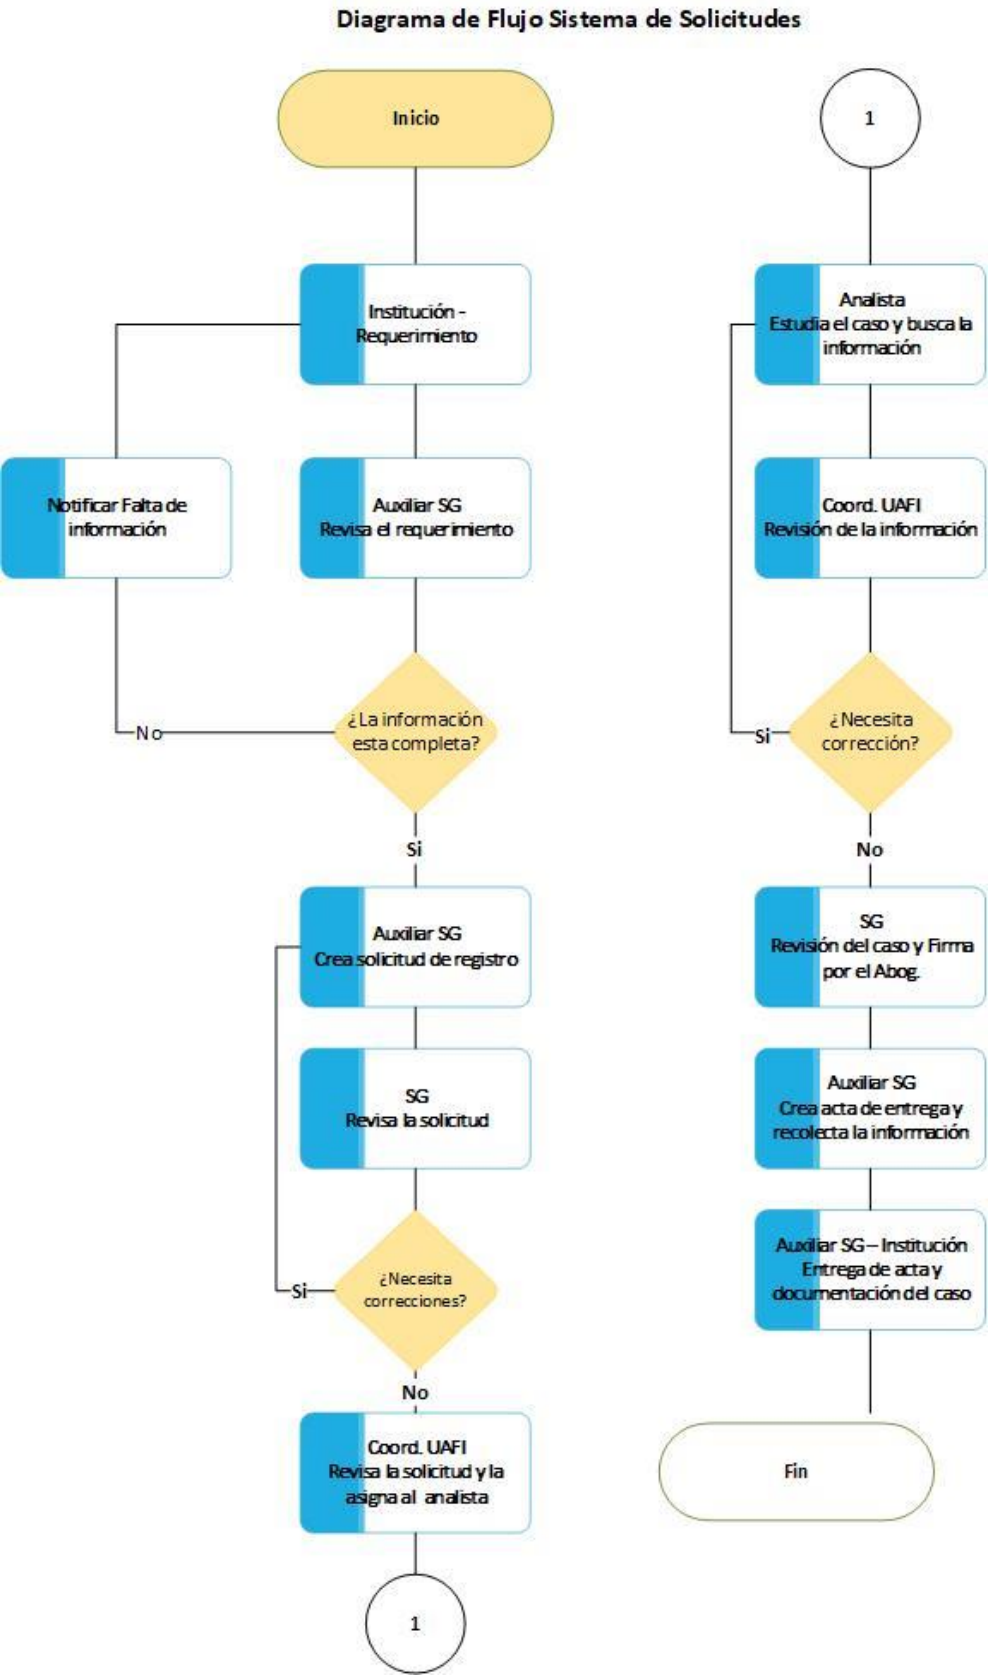 Diagrama de Flujo Sistema de Solicitudes
Inicio
Institución -
Requerimiento
Notificar Falta de
información
Auxiliar SG
Revisa el requerimiento
¿La información
esta completa?
No
Si
Auxiliar SG
Crea solicitud de registro
SG
Revisa la solicitud
¿Necesita
correcciones?
Si
No
Coord. UAFI
Revisa la solicitud y la
asigna al analista
1
1
Analista
Estudia el caso y busca la
información
Coord. UAFI
Revisión de la información
¿Necesita
corrección?
Si
No
SG
Revisión del caso y Firma
por el Abog.
Auxiliar SG
Crea acta de entrega y
recolecta la información
Auxiliar SG – Institución
Entrega de acta y
documentación del caso
Fin